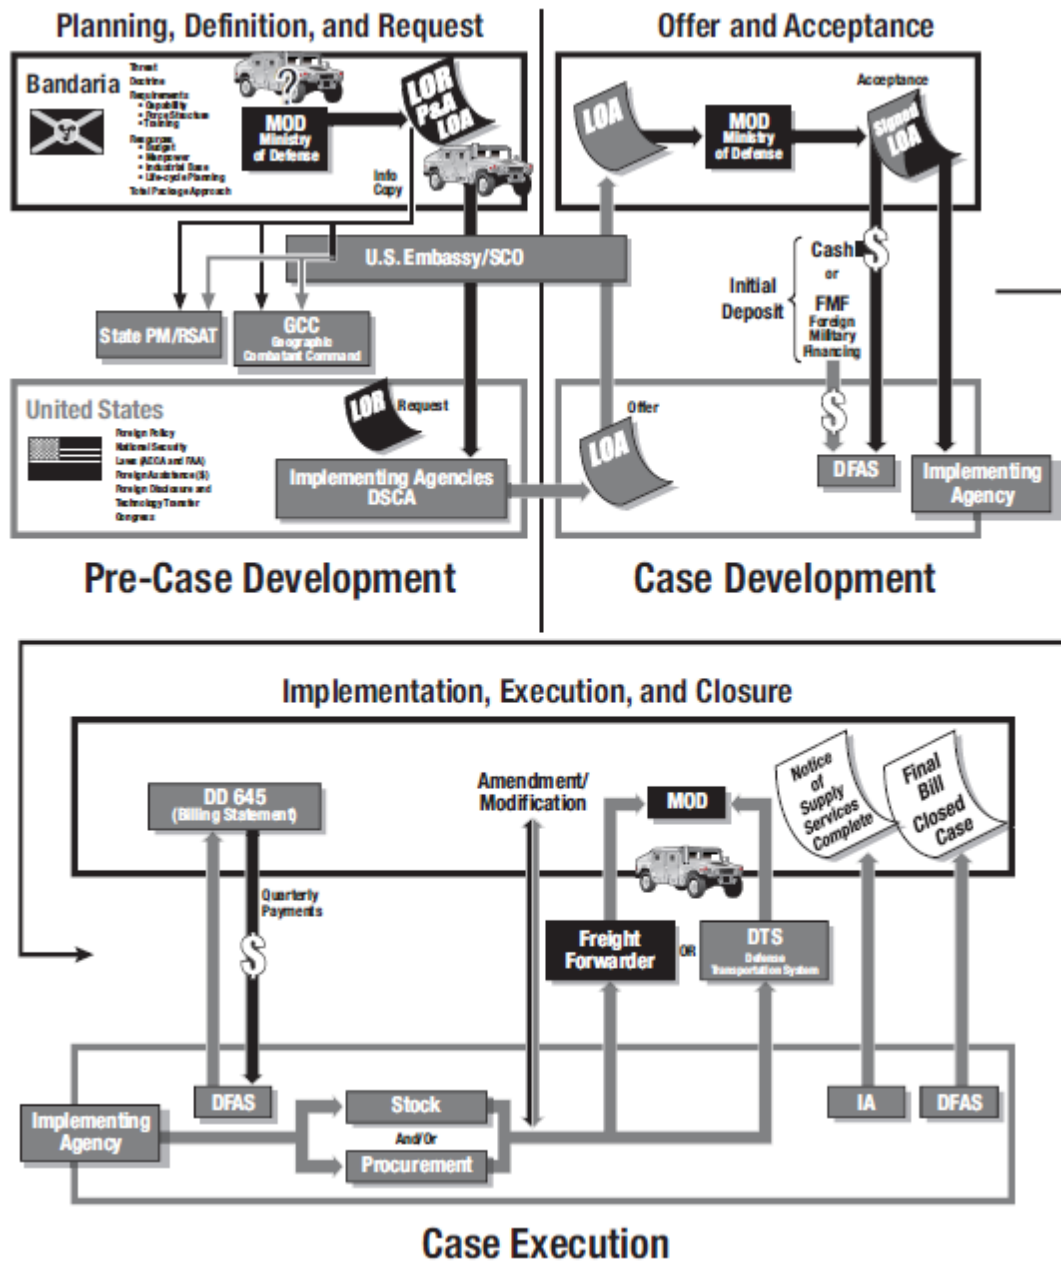 Planning, Definition, and Request
Offer and Acceptance
Bandaria
Threat
Doctrine
Requirements
• Capability
• Force Structure
• Training
Resources
• Budget
• Manpower
• Industrial Base
• Life-cycle Planning
Total Package Approach
?
MOD
Ministry
of Defense
LOR
P&A
LOA
Info
Copy
LOA
MOD
Ministry
of Defense
Acceptance
Signed
LOA
U.S. Embassy/SCO
State PM/RSAT
GCC
Geographic
Combatant Command
Initial
Deposit
Cash
$
or
FMF
Foreign
Military
Financing
$
United States
Foreign Policy
National Security
Laws (AECA and FAA)
Foreign Assistance ($)
Foreign Disclosure and
Technology Transfer
Congress
LOR
Request
Implementing Agencies
DSCA
Offer
LOA
DFAS
Implementing
Agency
Pre-Case Development
Case Development
Implementation, Execution, and Closure
DD 645
(Billing Statement)
Quarterly
Payments
$
Amendment/
Modification
MOD
Notice
of
Supply
Services
Complete
Final
Bill
Closed
Case
Freight
Forwarder
OR
DTS
Defense
Transportation System
Implementing
Agency
DFAS
Stock
And/Or
Procurement
IA
DFAS
Case Execution